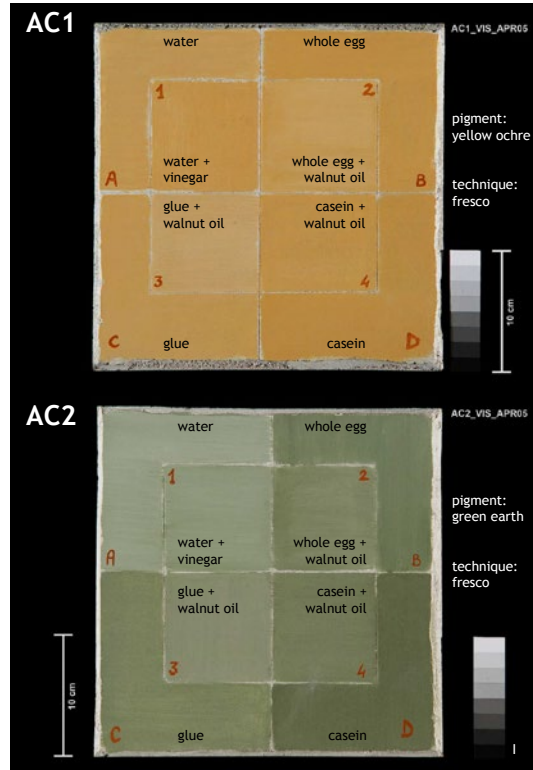 AC1
water
whole egg
AC1_VIS_APR05
1
2
pigment:
yellow ochre
water +
vinegar
whole egg +
walnut oil
A
B
technique:
fresco
glue +
walnut oil
casein +
walnut oil
3
4
10 cm
C
glue
casein
D
AC2
water
whole egg
AC2_VIS_APR05
1
2
pigment:
green earth
water +
vinegar
whole egg +
walnut oil
A
B
technique:
fresco
glue +
walnut oil
casein +
walnut oil
3
4
10 cm
C
glue
casein
D
I